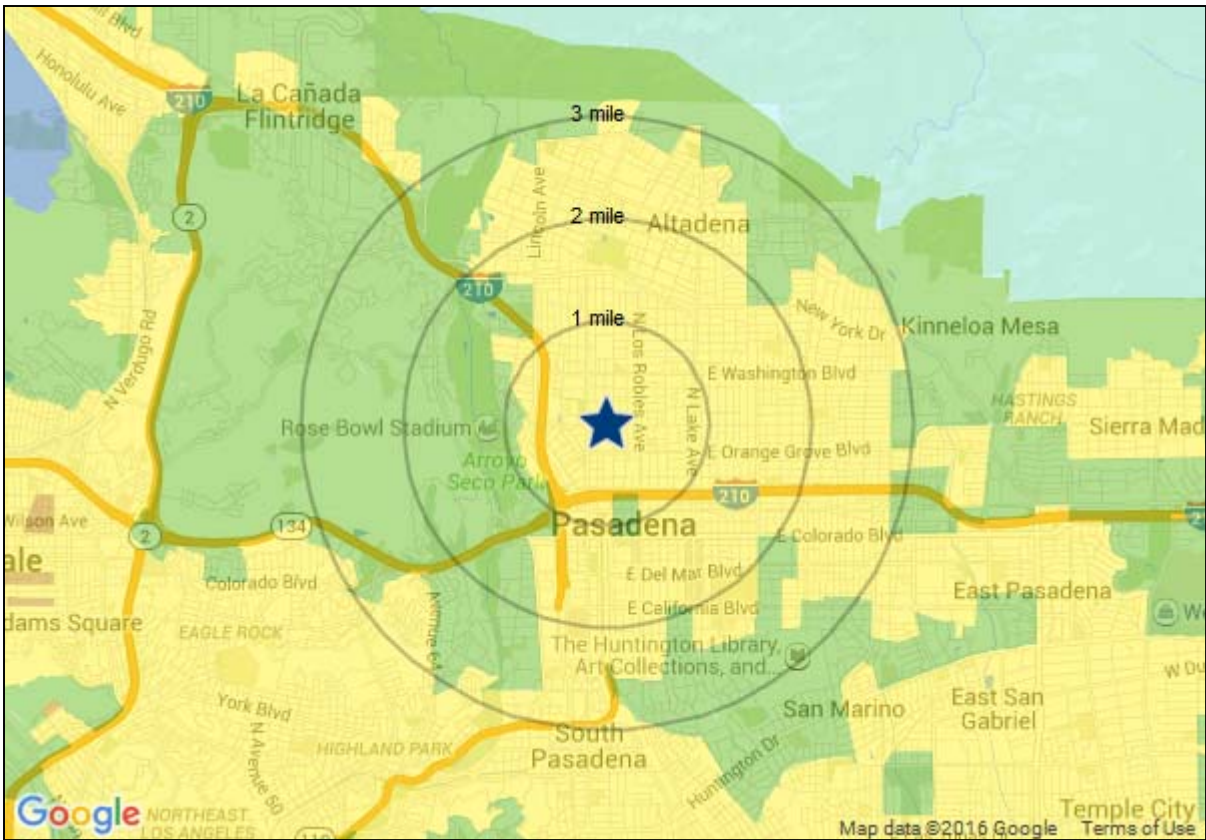 Blvd
Honolulu Ave
210
La Cañada
Flintridge
3 mile
2
Lincoln Ave
2 mile
Altadena
210
1 mile
N Verdugo Rd
N Los Robles Ave
New York Dr
Kinneloa Mesa
E Washington Blvd
N Lake Ave
HASTINGS
RANCH
Rose Bowl Stadium
Sierra Mad
Arroyo
Seco Park
E Orange Grove Blvd
210
Wilson Ave
2
134
Pasadena
E Colorado Blvd
ale
Colorado Blvd
E Del Mar Blvd
East Pasadena
Avenue 64
E California Blvd
dams Square
EAGLE ROCK
The Huntington Library,
Art Collections, and...
W Du
York Blvd
N Avenue 50
San Marino
East San
Gabriel
HIGHLAND PARK
South
Pasadena
Huntington Dr
Google
NORTHEAST
LOS ANGELES
110
Temple City
Map data ©2016 Google
Terms of Use